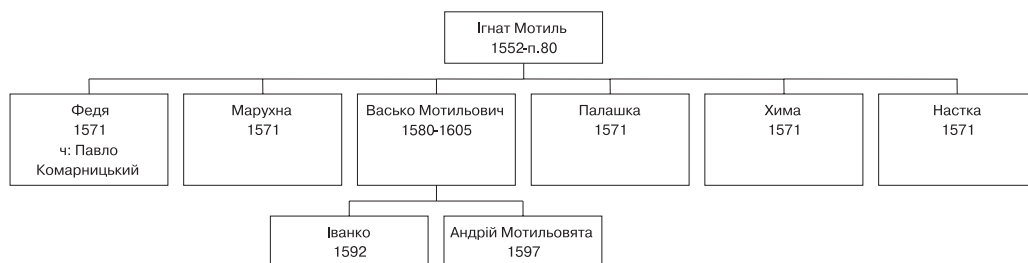 Ігнат Мотиль
1552-п.80
Федя
1571
ч: Павло
Комарницький
Марухна
1571
Васько Мотильович
1580-1605
Палашка
1571
Хима
1571
Настка
1571
Іванко
1592
Андрій Мотильовята
1597